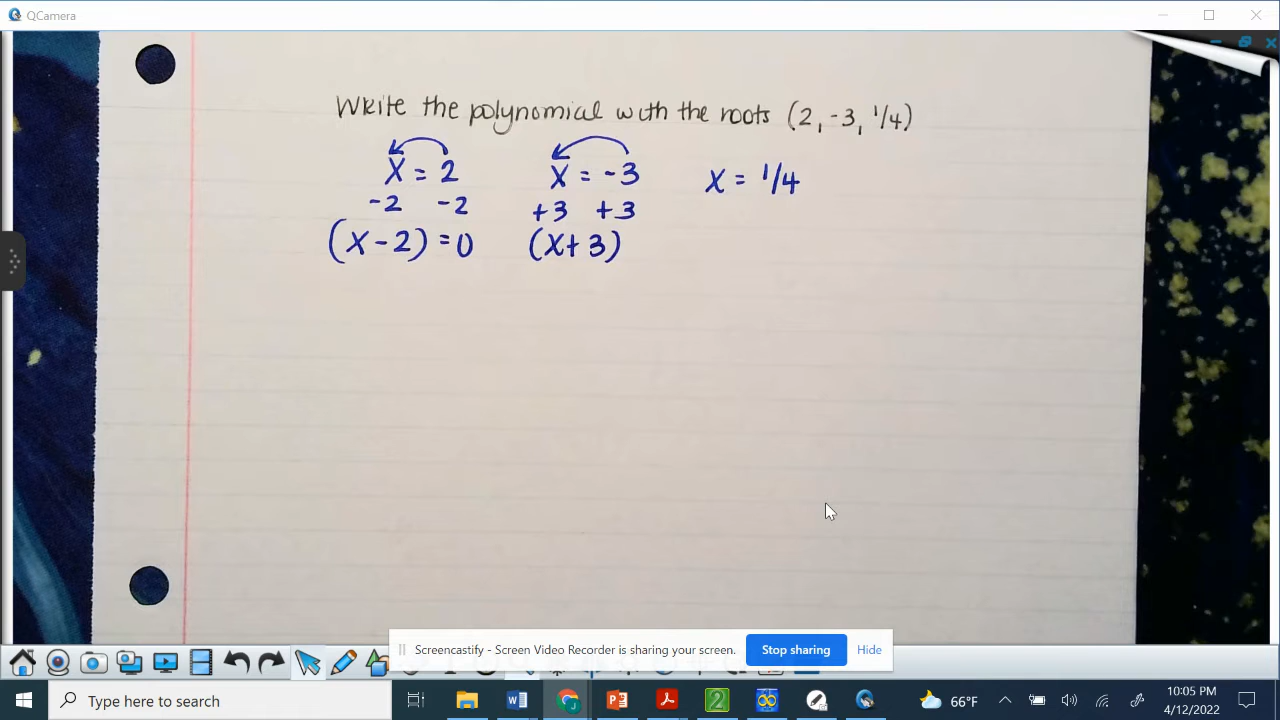 QCamera
Write the polynomial with the roots (2, -3, 1/4)
x = 2 x = -3 x = 1/4
-2 -2 +3 +3
(x-2) = 0 (x+3)
Screencastify - Screen Video Recorder is sharing your screen. Stop sharing Hide
Type here to search
66°F
10:05 PM
4/12/2022